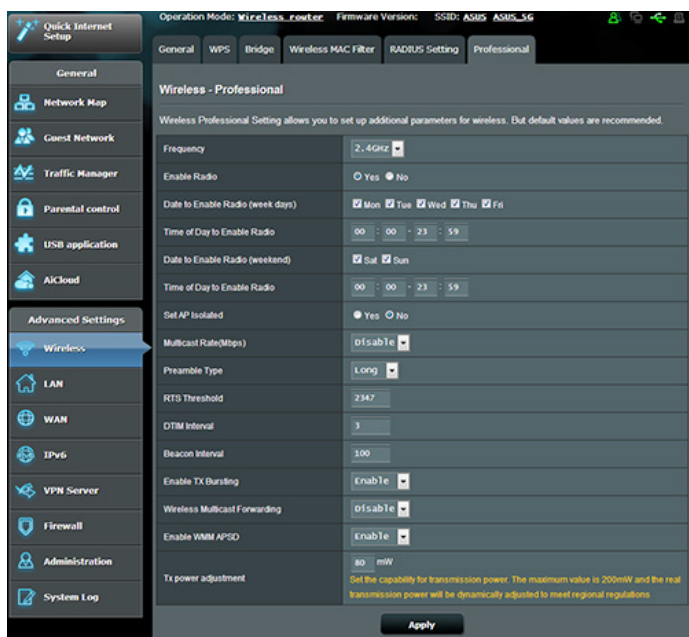 Operation Mode: Wireless router Firmware Version: SSID: ASUS ASUS_5G
Quick Internet
Setup
General WPS Bridge Wireless MAC Filter RADIUS Setting Professional
General
Network Map
Guest Network
Traffic Manager
Parental control
USB application
AiCloud
Advanced Settings
Wireless
LAN
WAN
IPv6
VPN Server
Firewall
Administration
System Log
Wireless - Professional
Wireless Professional Setting allows you to set up additional parameters for wireless. But default values are recommended.
Frequency 2.4GHz
Enable Radio Yes No
Date to Enable Radio (week days) Mon Tue Wed Thu Fri
Time of Day to Enable Radio 00 : 00 - 23 : 59
Date to Enable Radio (weekend) Sat Sun
Time of Day to Enable Radio 00 : 00 - 23 : 59
Set AP Isolated Yes No
Multicast Rate(Mbps) Disable
Preamble Type Long
RTS Threshold 2347
DTIM Interval 3
Beacon Interval 100
Enable TX Bursting Enable
Wireless Multicast Forwarding Disable
Enable WMM APSD Enable
Tx power adjustment 80 mW
Set the capability for transmission power. The maximum value is 200mW and the real
transmission power will be dynamically adjusted to meet regional regulations
Apply